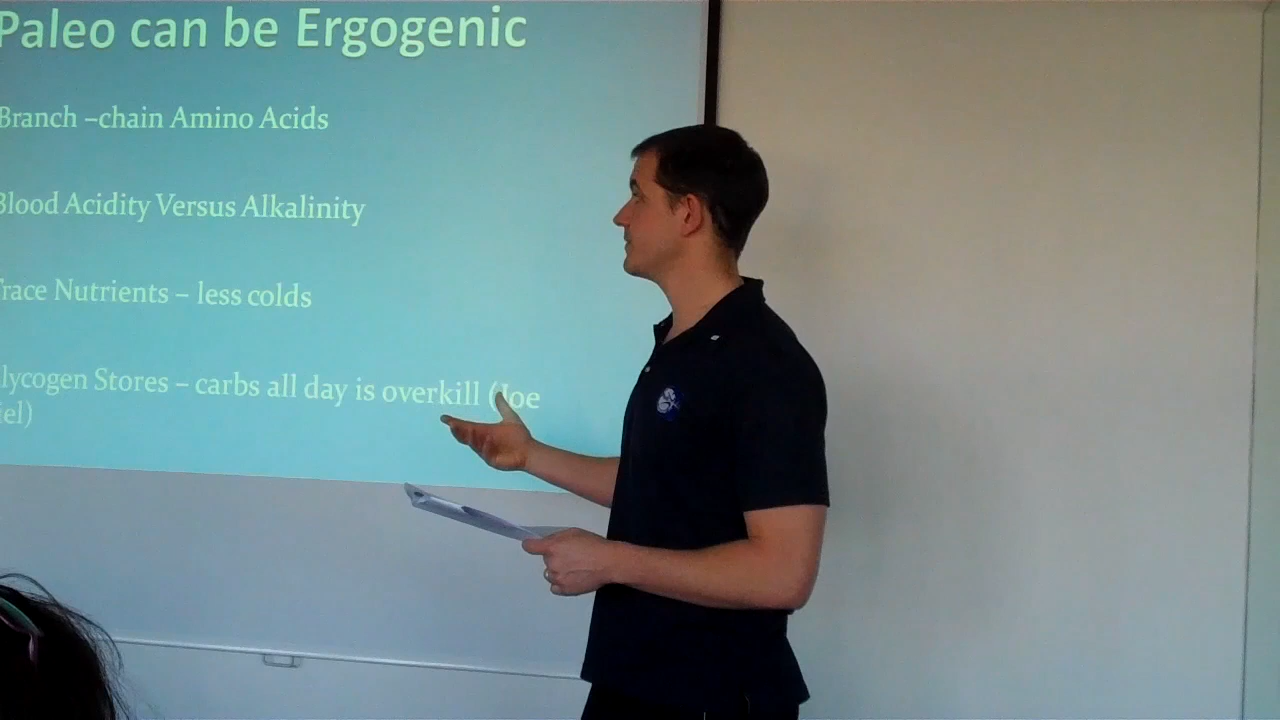 Paleo can be Ergogenic
Branch –chain Amino Acids
Blood Acidity Versus Alkalinity
Trace Nutrients – less colds
lycogen Stores – carbs all day is overkill (Joe
iel)